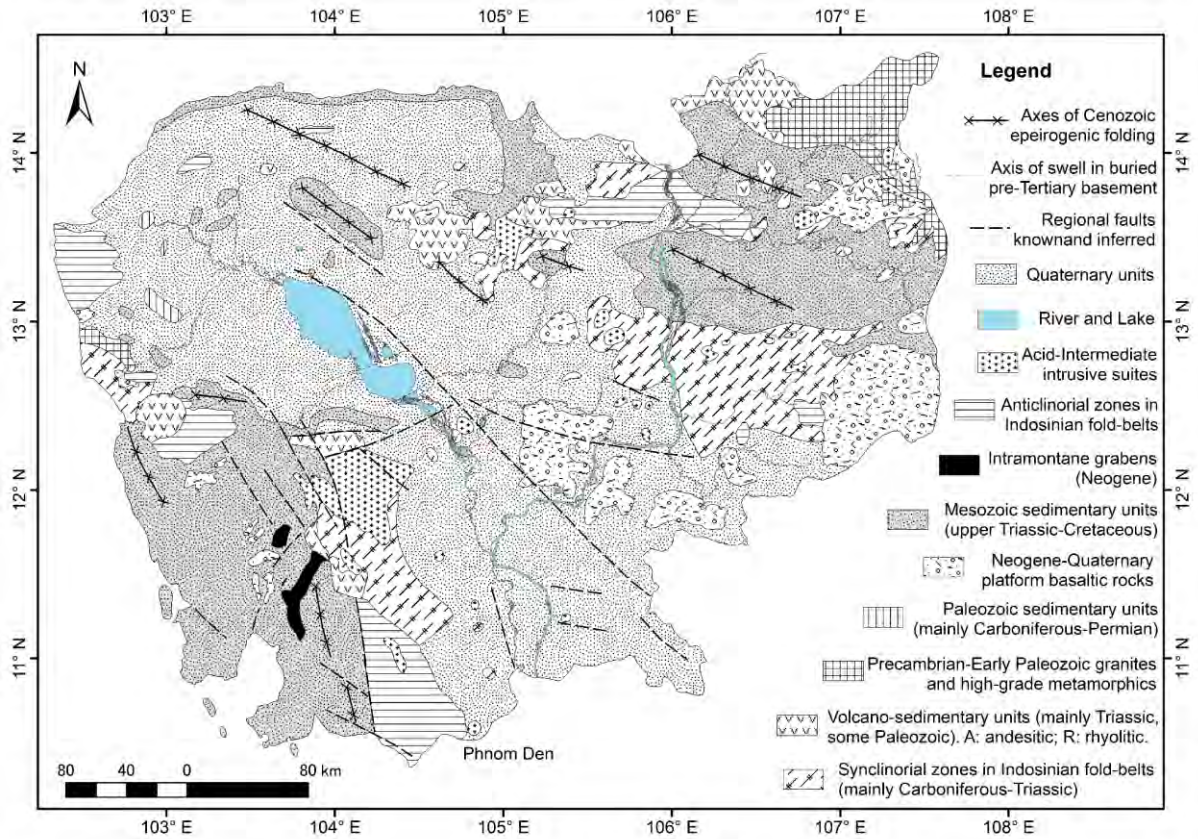 103° E 104° E 105° E 106° E 107° E 108° E
N
14° N
13° N
12° N
11° N
14° N
13° N
12° N
11° N
Legend
Axes of Cenozoic
epeirogenic folding
Axis of swell in buried
pre-Tertiary basement
Regional faults
knownand inferred
Quaternary units
River and Lake
Acid-Intermediate
intrusive suites
Anticlinorial zones in
Indosinian fold-belts
Intramontane grabens
(Neogene)
Mesozoic sedimentary units
(upper Triassic-Cretaceous)
Neogene-Quaternary
platform basaltic rocks
Paleozoic sedimentary units
(mainly Carboniferous-Permian)
Precambrian-Early Paleozoic granites
and high-grade metamorphics
Volcano-sedimentary units (mainly Triassic,
some Paleozoic). A: andesitic; R: rhyolitic.
Synclinorial zones in Indosinian fold-belts
(mainly Carboniferous-Triassic)
Phnom Den
80 40 0 80 km
103° E 104° E 105° E 106° E 107° E 108° E